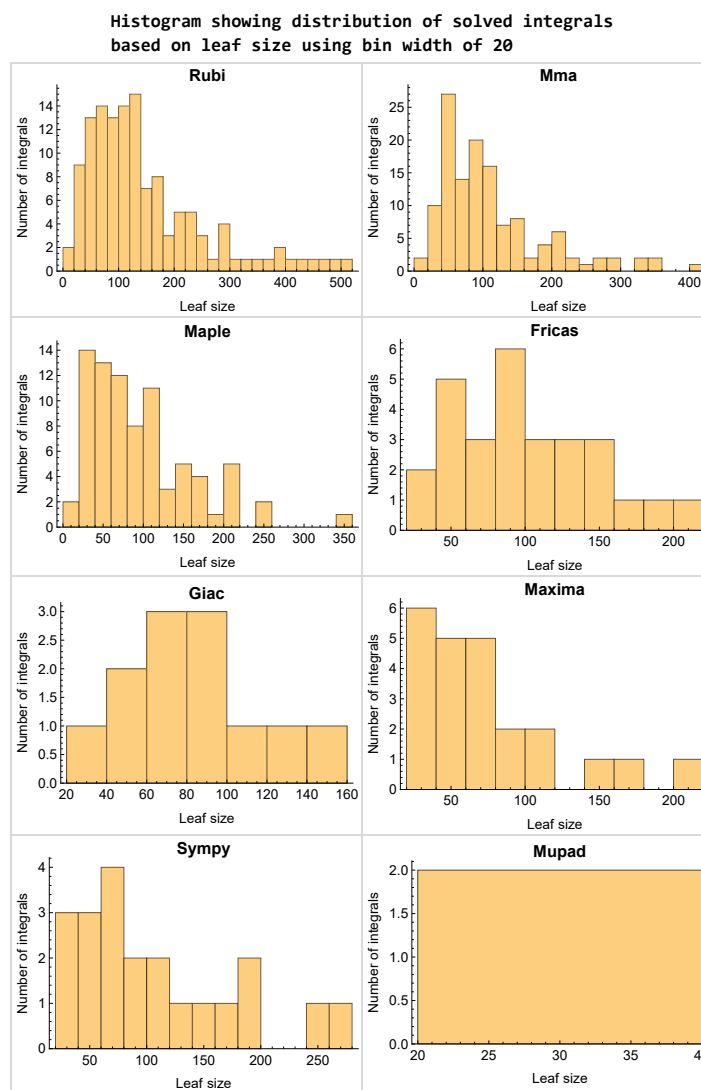 Histogram showing distribution of solved integrals
based on leaf size using bin width of 20
Rubi
Number of integrals
14
12
10
8
6
4
2
0
0 100 200 300 400 500
Leaf size
Mma
Number of integrals
25
20
15
10
5
0
0 100 200 300 400
Leaf size
Maple
Number of integrals
14
12
10
8
6
4
2
0
0 50 100 150 200 250 300 350
Leaf size
Fricas
Number of integrals
6
5
4
3
2
1
0
50 100 150 200
Leaf size
Giac
Number of integrals
3.0
2.5
2.0
1.5
1.0
0.5
0.0
20 40 60 80 100 120 140 160
Leaf size
Maxima
Number of integrals
6
5
4
3
2
1
0
50 100 150 200
Leaf size
Sympy
Number of integrals
4
3
2
1
0
50 100 150 200 250
Leaf size
Mupad
Number of integrals
2.0
1.5
1.0
0.5
0.0
20 25 30 35
Leaf size